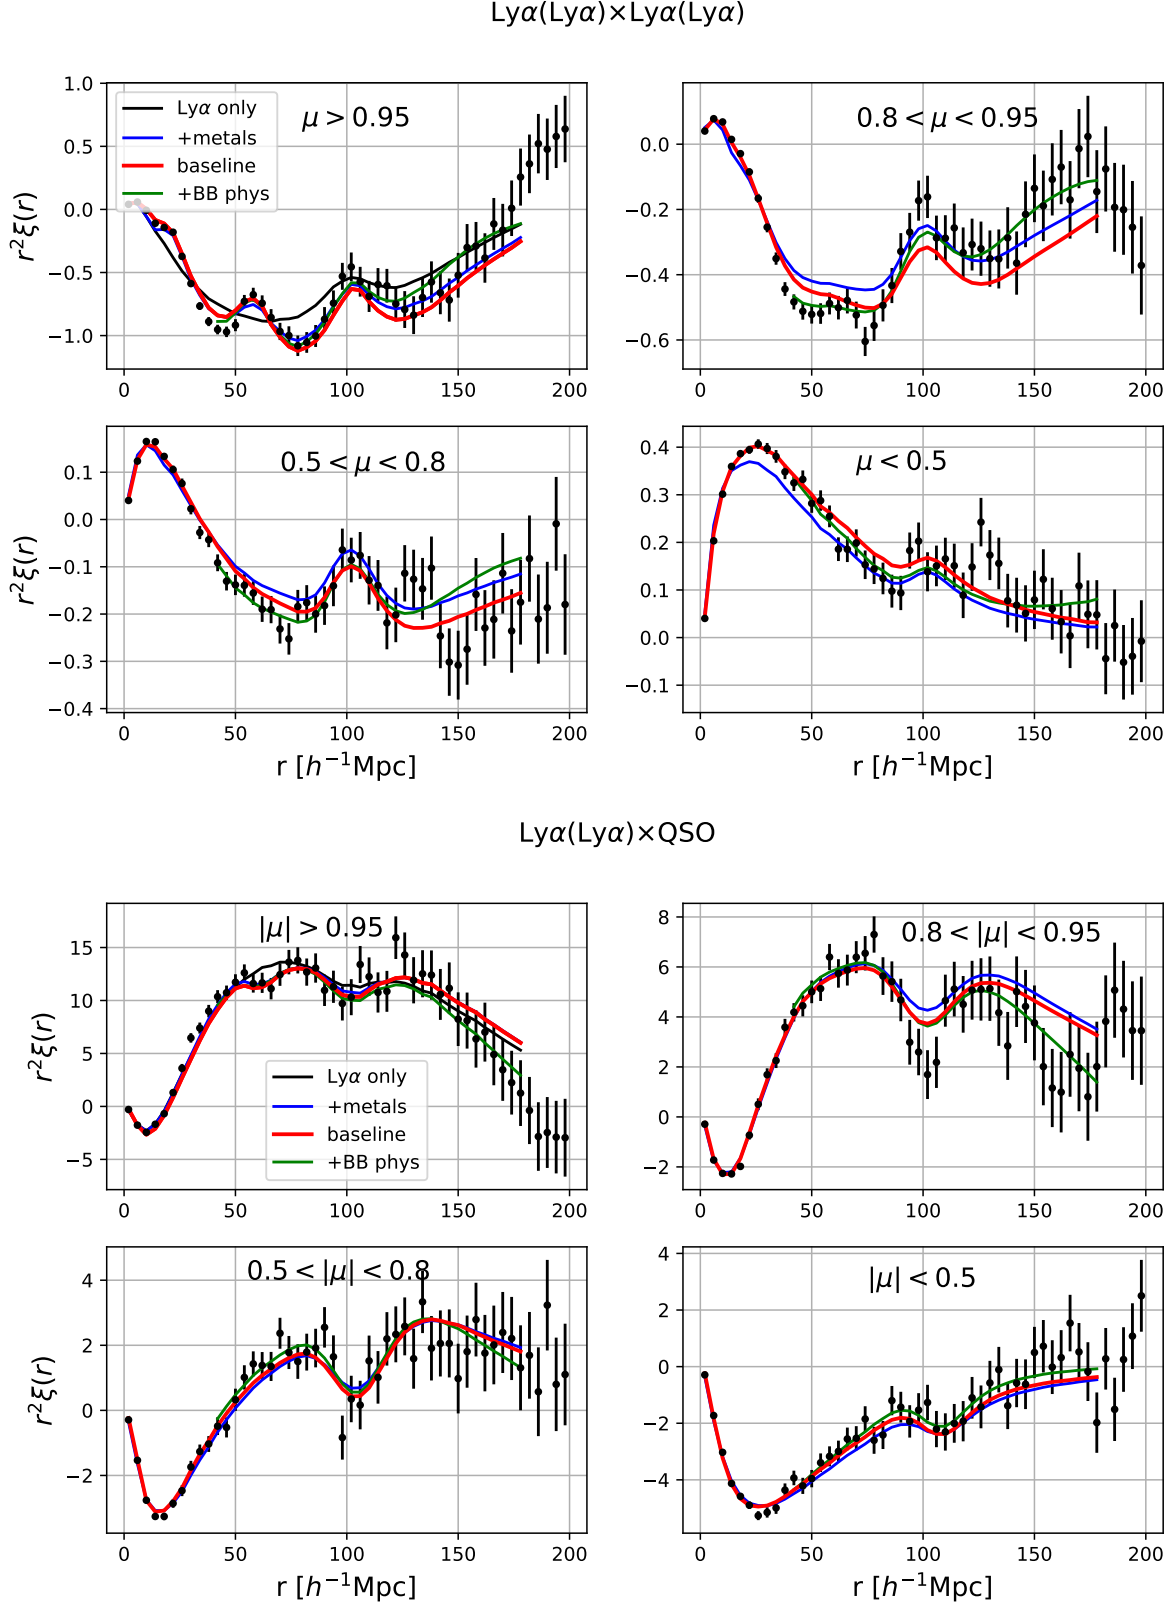 Lyα(Lyα)×Lyα(Lyα)
1.0
0.5
0.0
−0.5
−1.0
r²ξ(r)
Lyα only
+metals
baseline
+BB phys
μ > 0.95
0 50 100 150 200
0.0
−0.2
−0.4
−0.6
0.8 < μ < 0.95
0 50 100 150 200
0.1
0.0
−0.1
−0.2
−0.3
−0.4
r²ξ(r)
0.5 < μ < 0.8
0 50 100 150 200
r [h⁻¹Mpc]
0.4
0.3
0.2
0.1
0.0
−0.1
μ < 0.5
0 50 100 150 200
r [h⁻¹Mpc]
Lyα(Lyα)×QSO
15
10
5
0
−5
r²ξ(r)
|μ| > 0.95
Lyα only
+metals
baseline
+BB phys
0 50 100 150 200
8
6
4
2
0
−2
0.8 < |μ| < 0.95
0 50 100 150 200
4
2
0
−2
r²ξ(r)
0.5 < |μ| < 0.8
0 50 100 150 200
r [h⁻¹Mpc]
4
2
0
−2
−4
|μ| < 0.5
0 50 100 150 200
r [h⁻¹Mpc]